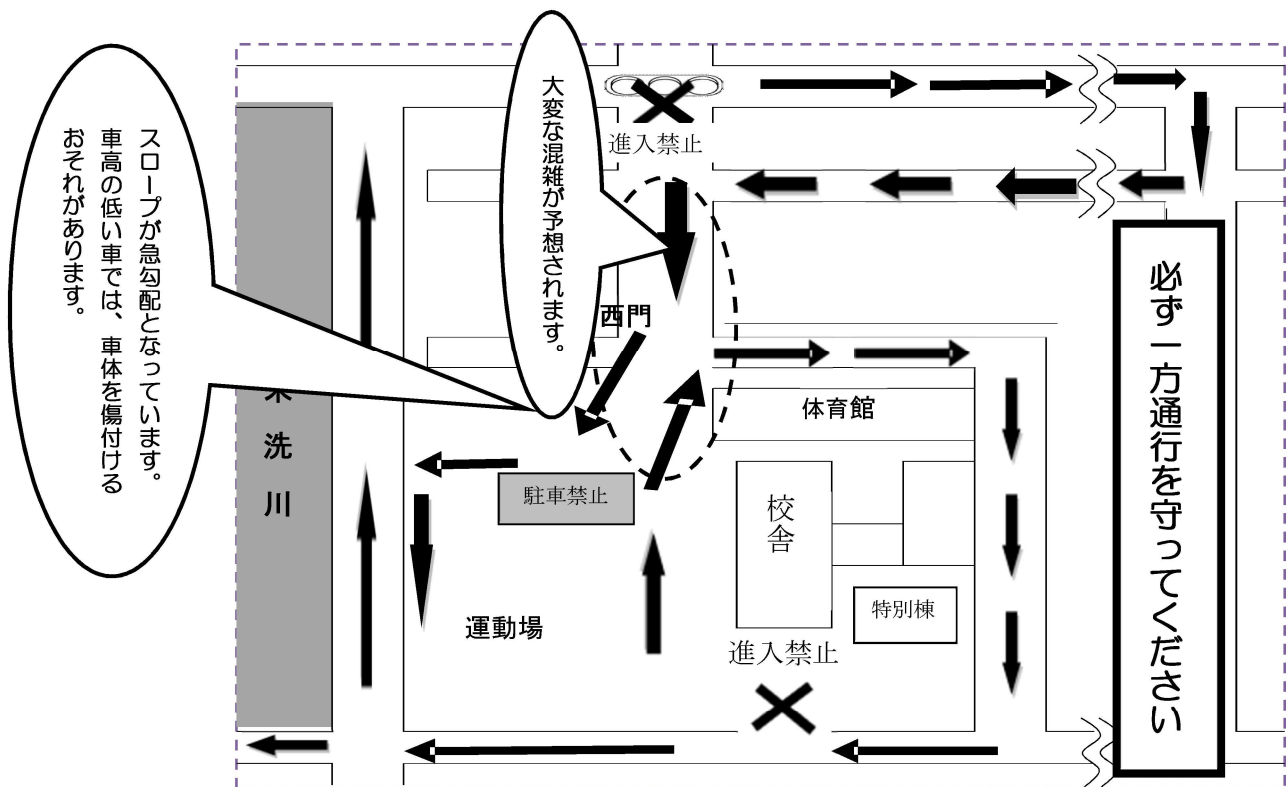 スロープが急勾配となっています。
車高の低い車では、車体を傷付ける
おそれがあります。
大変な混雑が予想されます。
進入禁止
西門
体育館
洗川
駐車禁止
校舎
運動場
特別棟
進入禁止
必ず一方通行を守ってください